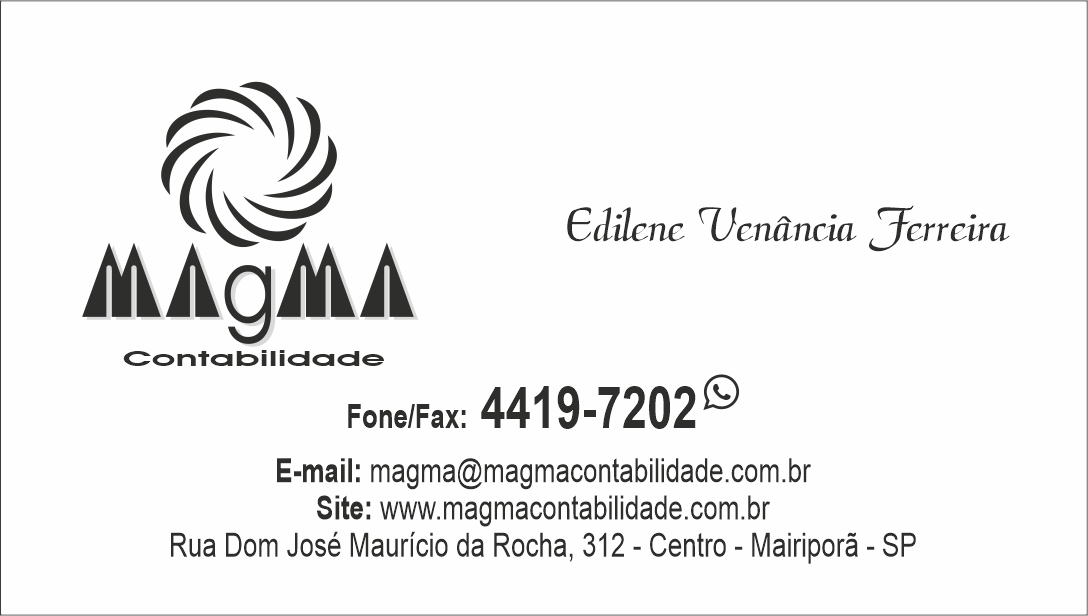 MAgMA
Contabilidade
Edilene Venância Ferreira
Fone/Fax: 4419-7202
E-mail: magma@magmacontabilidade.com.br
Site: www.magmacontabilidade.com.br
Rua Dom José Maurício da Rocha, 312 - Centro - Mairiporã - SP